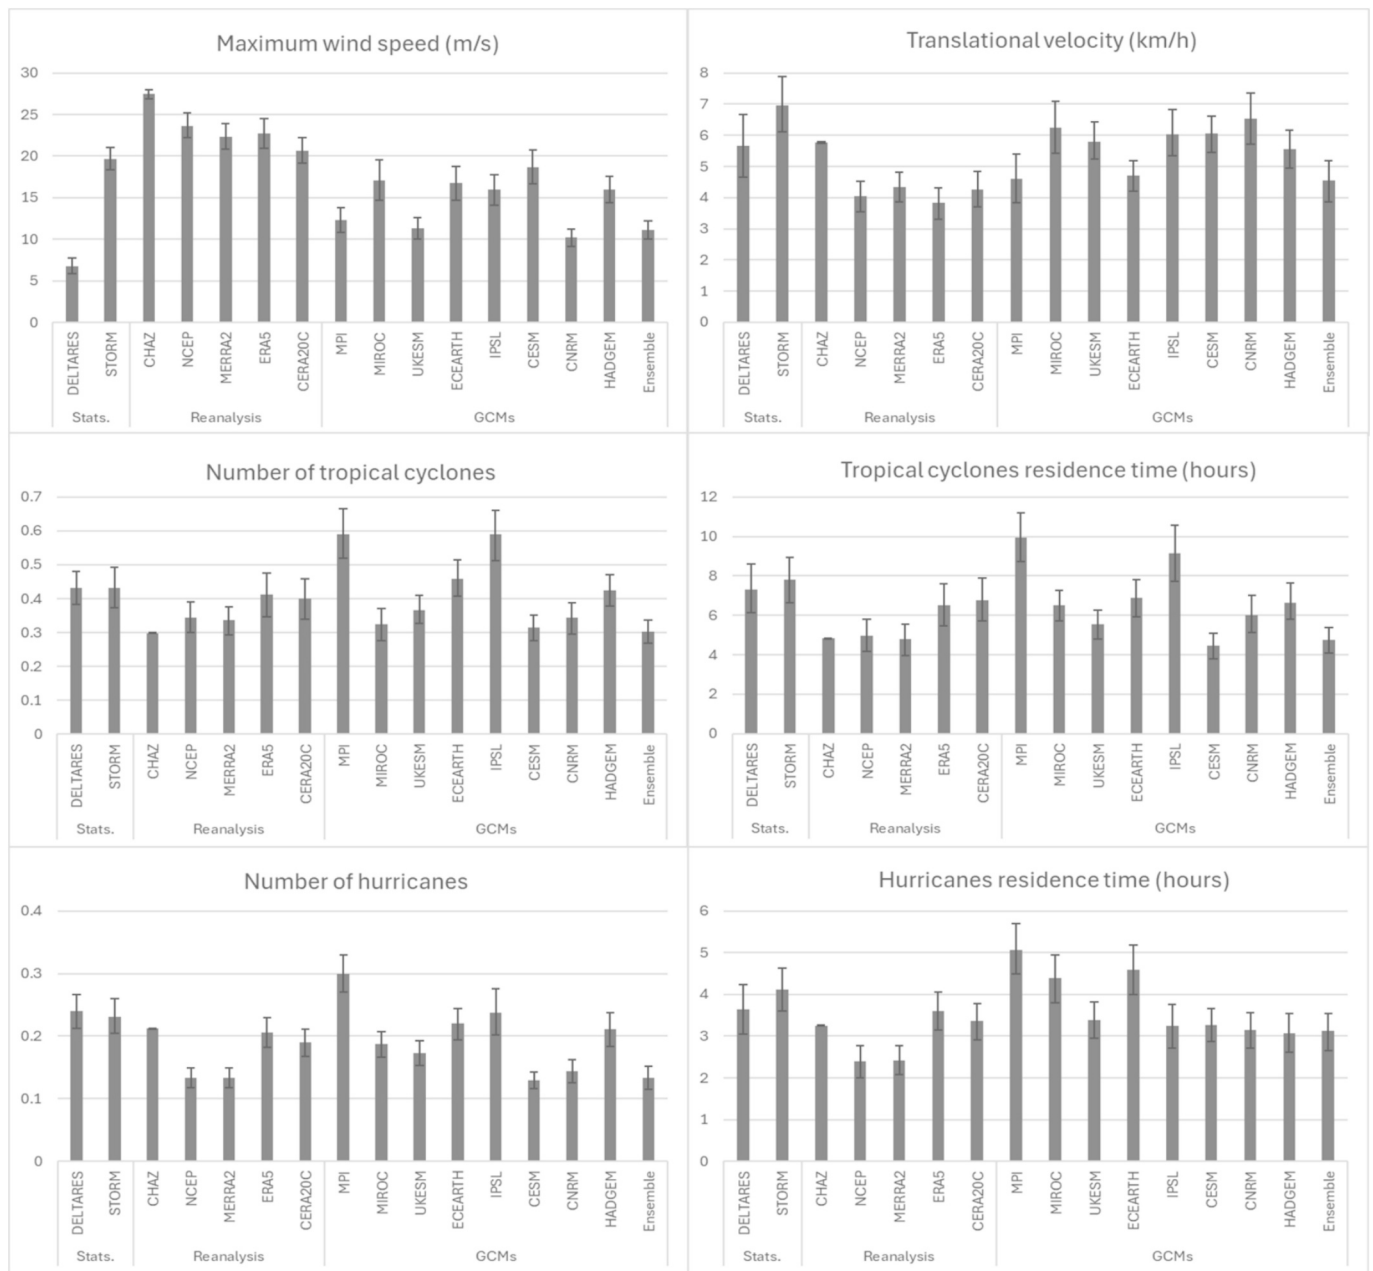 Maximum wind speed (m/s)
30
25
20
15
10
5
0
DELTARES
STORM
CHAZ
NCEP
MERRA2
ERA5
CERA20C
MPI
MIROC
UKESM
ECEARTH
IPSL
CESM
CNRM
HADGEM
Ensemble
Stats.
Reanalysis
GCMs
Translational velocity (km/h)
8
7
6
5
4
3
2
1
0
DELTARES
STORM
CHAZ
NCEP
MERRA2
ERA5
CERA20C
MPI
MIROC
UKESM
ECEARTH
IPSL
CESM
CNRM
HADGEM
Ensemble
Stats.
Reanalysis
GCMs
Number of tropical cyclones
0.7
0.6
0.5
0.4
0.3
0.2
0.1
0
DELTARES
STORM
CHAZ
NCEP
MERRA2
ERA5
CERA20C
MPI
MIROC
UKESM
ECEARTH
IPSL
CESM
CNRM
HADGEM
Ensemble
Stats.
Reanalysis
GCMs
Tropical cyclones residence time (hours)
12
10
8
6
4
2
0
DELTARES
STORM
CHAZ
NCEP
MERRA2
ERA5
CERA20C
MPI
MIROC
UKESM
ECEARTH
IPSL
CESM
CNRM
HADGEM
Ensemble
Stats.
Reanalysis
GCMs
Number of hurricanes
0.4
0.3
0.2
0.1
0
DELTARES
STORM
CHAZ
NCEP
MERRA2
ERA5
CERA20C
MPI
MIROC
UKESM
ECEARTH
IPSL
CESM
CNRM
HADGEM
Ensemble
Stats.
Reanalysis
GCMs
Hurricanes residence time (hours)
6
5
4
3
2
1
0
DELTARES
STORM
CHAZ
NCEP
MERRA2
ERA5
CERA20C
MPI
MIROC
UKESM
ECEARTH
IPSL
CESM
CNRM
HADGEM
Ensemble
Stats.
Reanalysis
GCMs